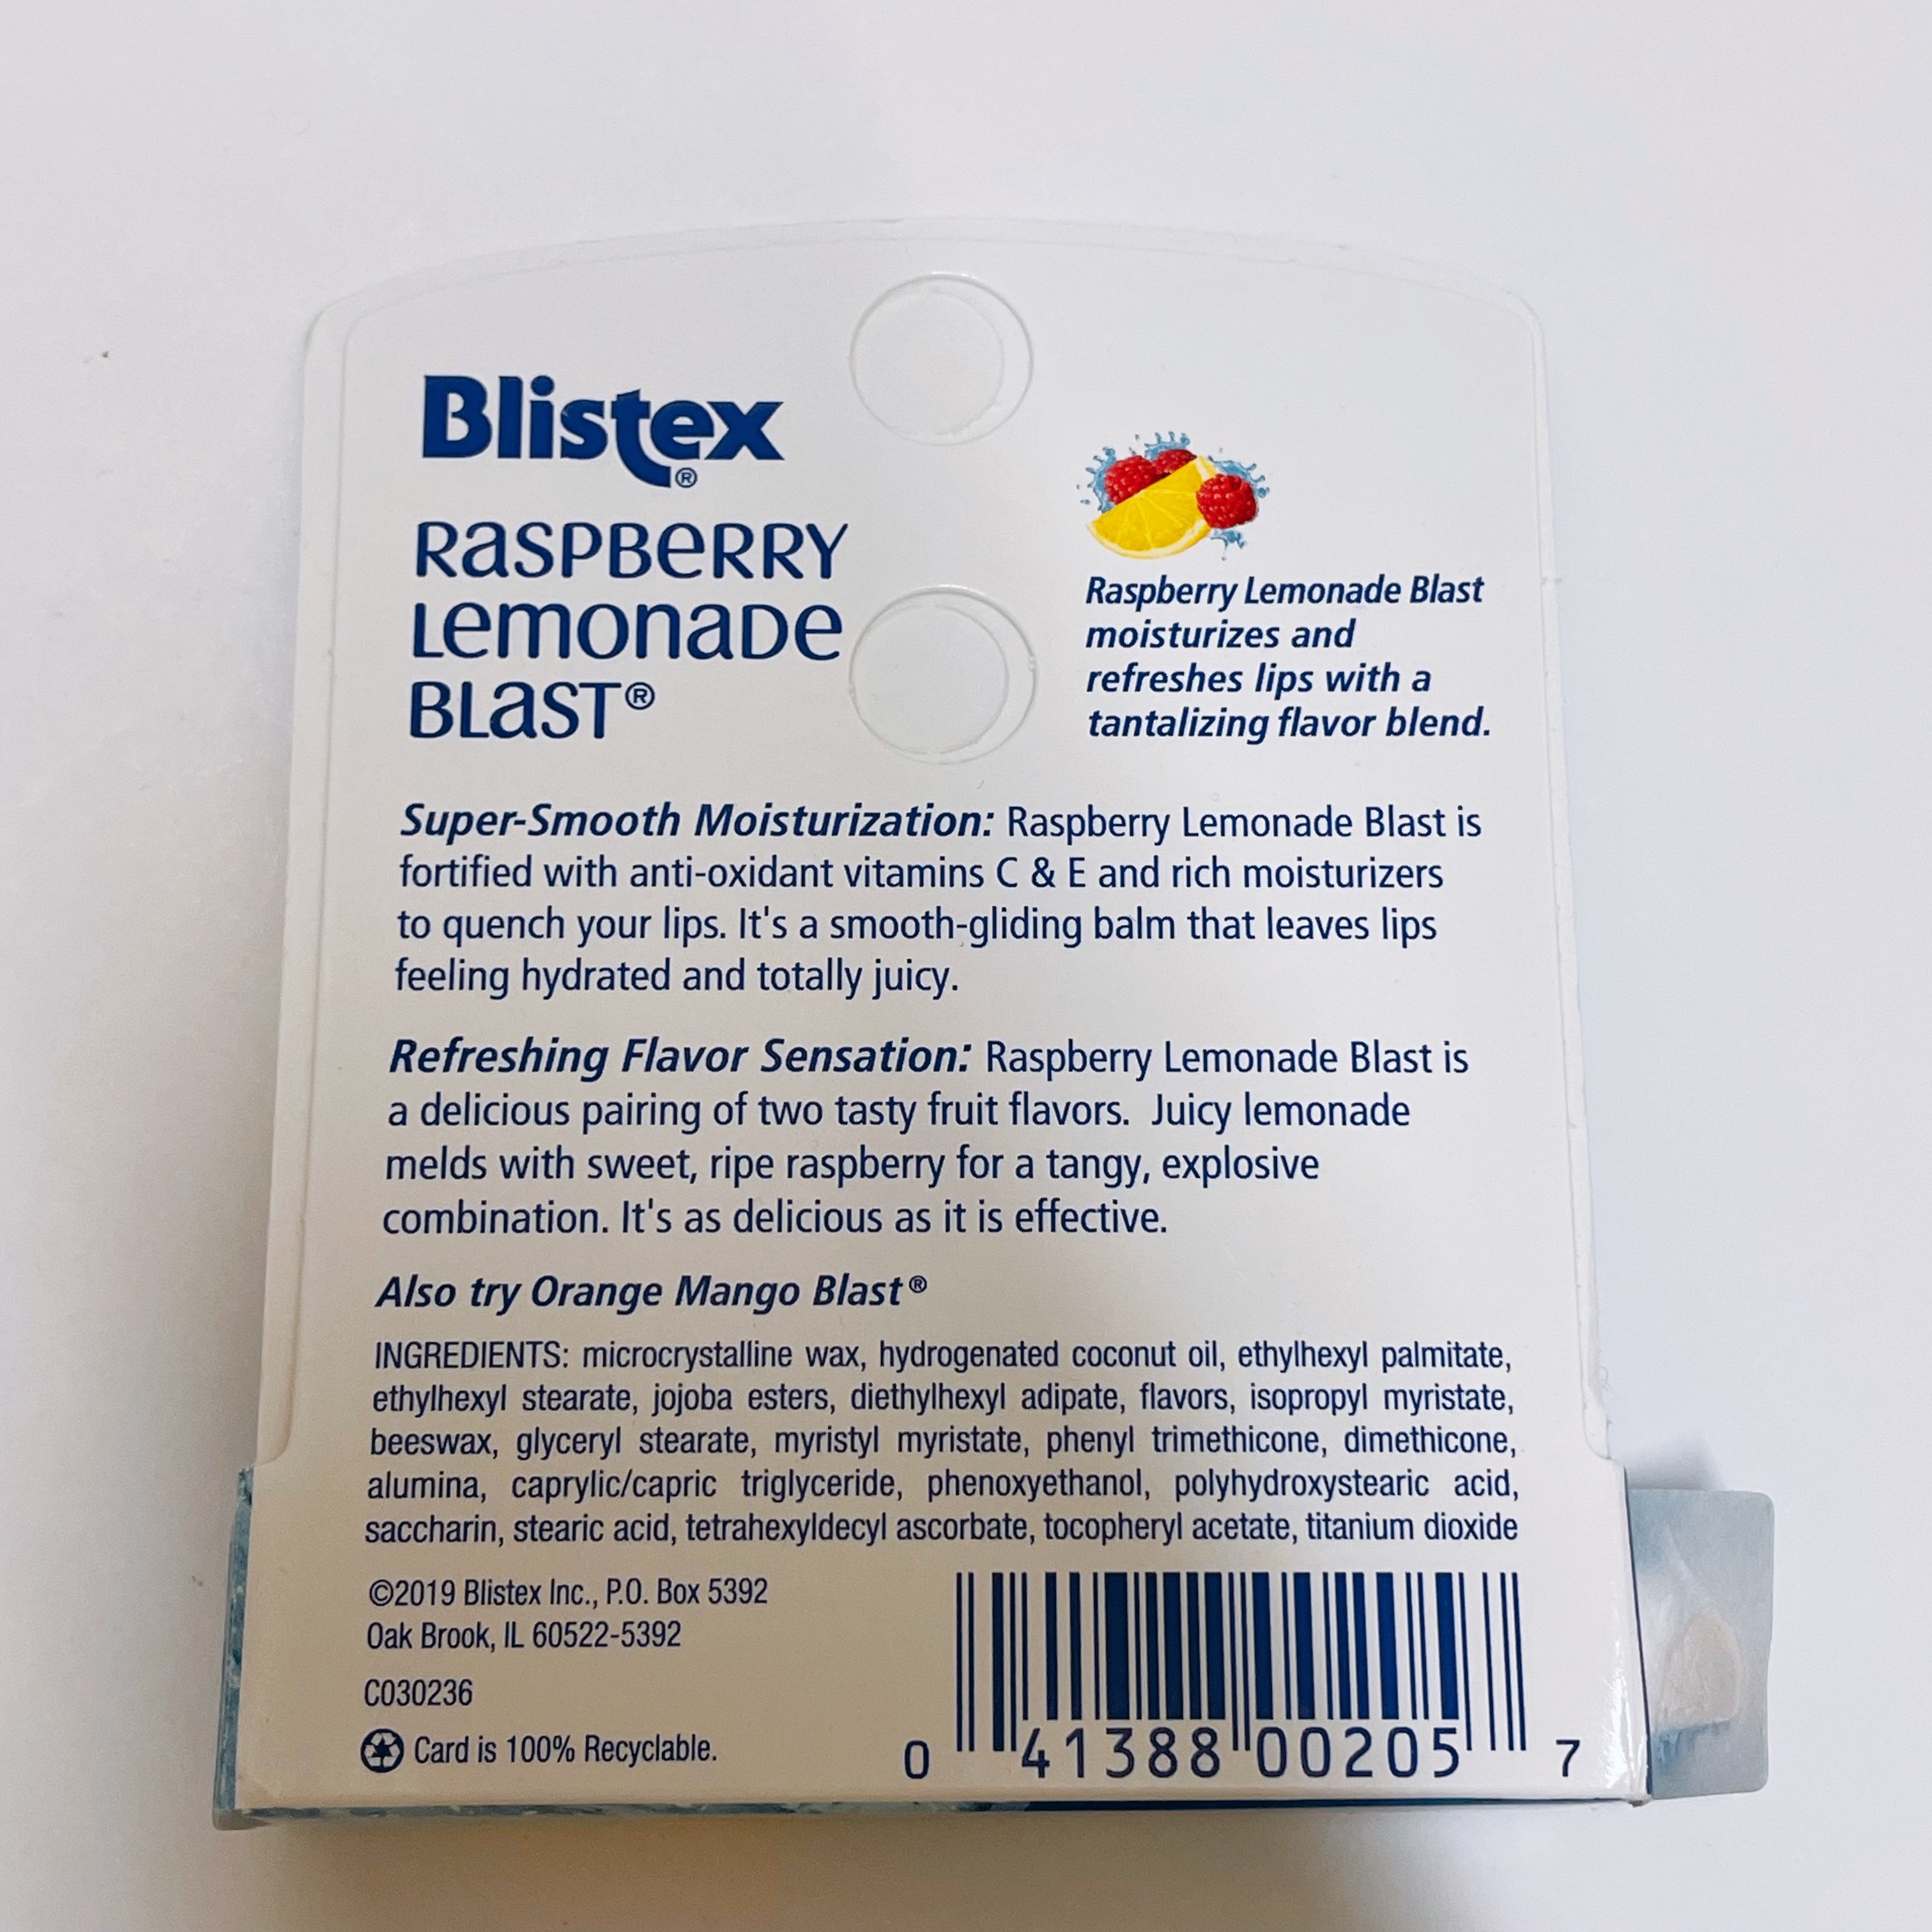 Blistex®
RASPBERRY
LEMONADE
BLAST®
Raspberry Lemonade Blast
moisturizes and
refreshes lips with a
tantalizing flavor blend.
Super-Smooth Moisturization: Raspberry Lemonade Blast is
fortified with anti-oxidant vitamins C & E and rich moisturizers
to quench your lips. It's a smooth-gliding balm that leaves lips
feeling hydrated and totally juicy.
Refreshing Flavor Sensation: Raspberry Lemonade Blast is
a delicious pairing of two tasty fruit flavors. Juicy lemonade
melds with sweet, ripe raspberry for a tangy, explosive
combination. It's as delicious as it is effective.
Also try Orange Mango Blast®
INGREDIENTS: microcrystalline wax, hydrogenated coconut oil, ethylhexyl palmitate,
ethylhexyl stearate, jojoba esters, diethylhexyl adipate, flavors, isopropyl myristate,
beeswax, glyceryl stearate, myristyl myristate, phenyl trimethicone, dimethicone,
alumina, caprylic/capric triglyceride, phenoxyethanol, polyhydroxystearic acid,
saccharin, stearic acid, tetrahexyldecyl ascorbate, tocopheryl acetate, titanium dioxide
©2019 Blistex Inc., P.O. Box 5392
Oak Brook, IL 60522-5392
C030236
Card is 100% Recyclable.
0 41388 00205 7